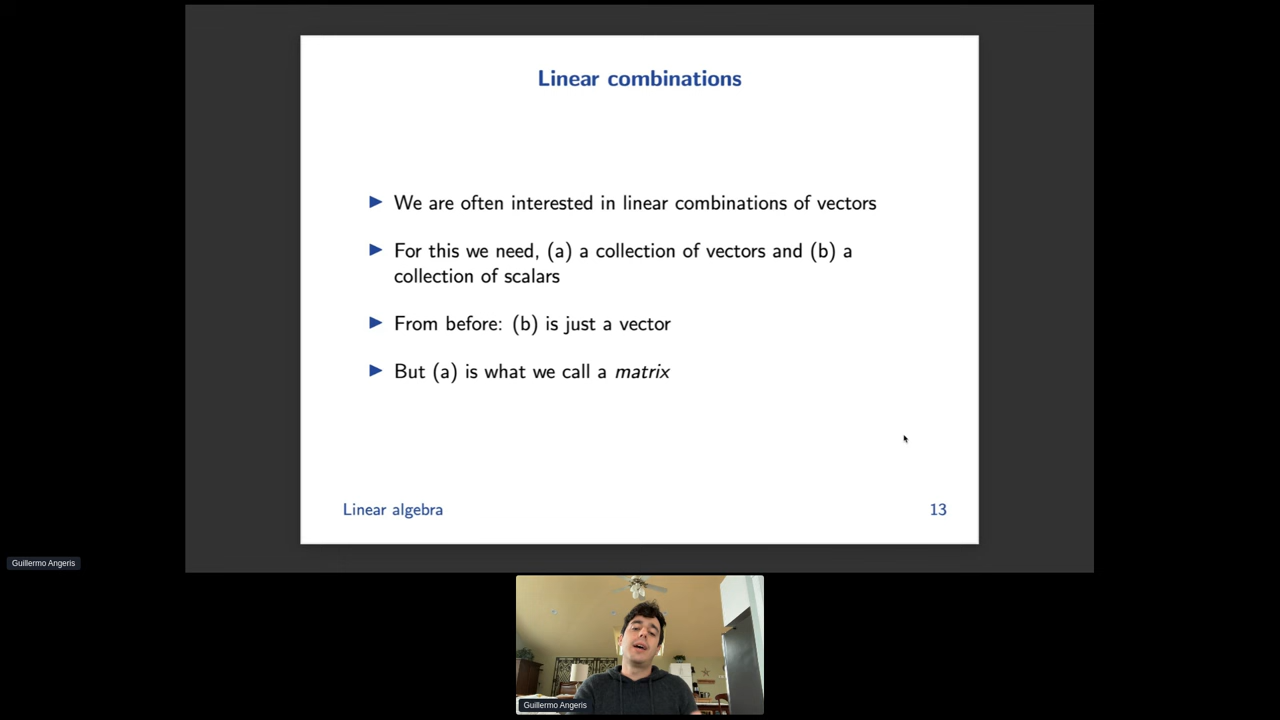 Linear combinations
▶ We are often interested in linear combinations of vectors
▶ For this we need, (a) a collection of vectors and (b) a
collection of scalars
▶ From before: (b) is just a vector
▶ But (a) is what we call a matrix
Linear algebra 13
Guillermo Angeris
Guillermo Angeris